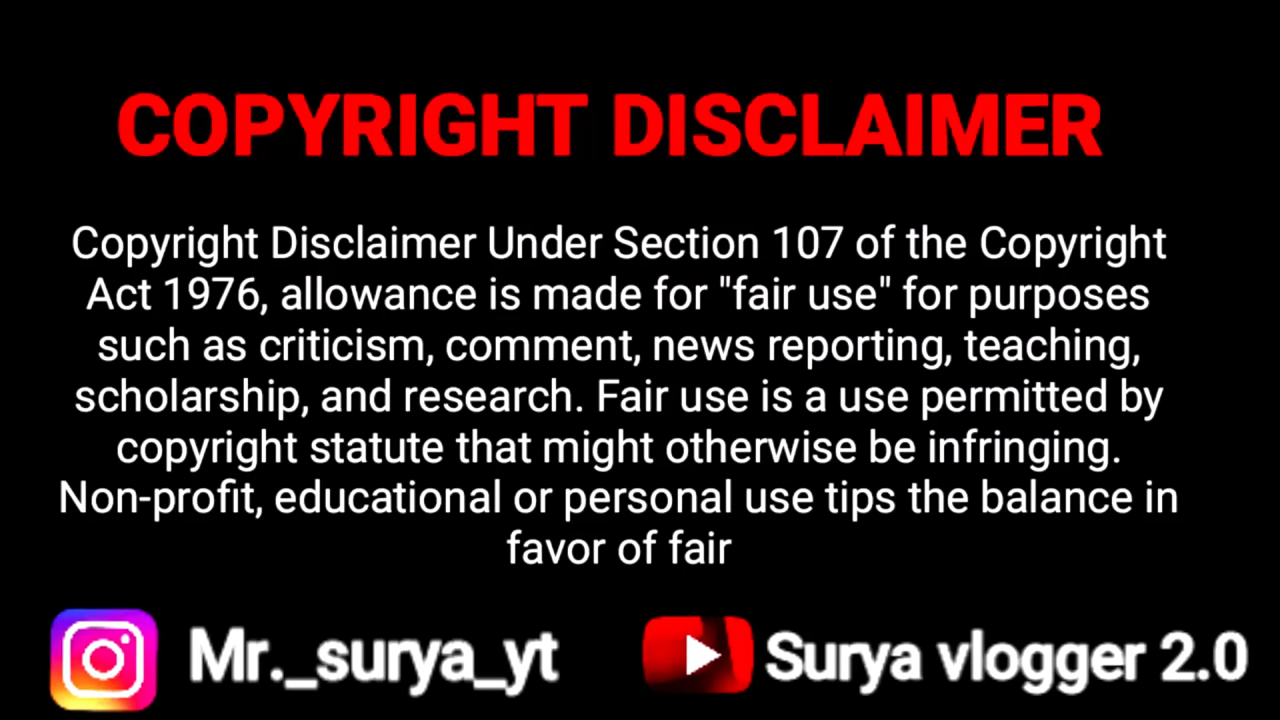 COPYRIGHT DISCLAIMER
Copyright Disclaimer Under Section 107 of the Copyright
Act 1976, allowance is made for "fair use" for purposes
such as criticism, comment, news reporting, teaching,
scholarship, and research. Fair use is a use permitted by
copyright statute that might otherwise be infringing.
Non-profit, educational or personal use tips the balance in
favor of fair
Mr._surya_yt
Surya vlogger 2.0